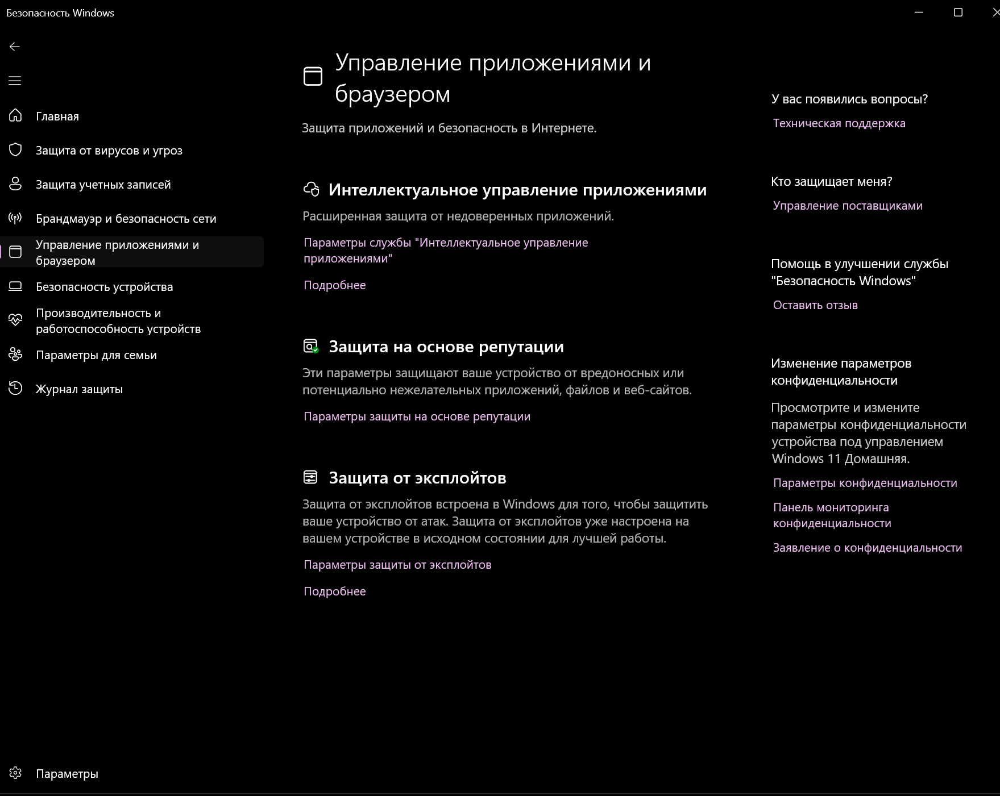 Безопасность Windows
Главная
Защита от вирусов и угроз
Защита учетных записей
Брандмауэр и безопасность сети
Управление приложениями и
браузером
Безопасность устройства
Производительность и
работоспособность устройств
Параметры для семьи
Журнал защиты
Параметры
Управление приложениями и
браузером
Защита приложений и безопасность в Интернете.
Интеллектуальное управление приложениями
Расширенная защита от недоверенных приложений.
Параметры службы "Интеллектуальное управление
приложениями"
Подробнее
Защита на основе репутации
Эти параметры защищают ваше устройство от вредоносных или
потенциально нежелательных приложений, файлов и веб-сайтов.
Параметры защиты на основе репутации
Защита от эксплойтов
Защита от эксплойтов встроена в Windows для того, чтобы защитить
ваше устройство от атак. Защита от эксплойтов уже настроена на
вашем устройстве в исходном состоянии для лучшей работы.
Параметры защиты от эксплойтов
Подробнее
У вас появились вопросы?
Техническая поддержка
Кто защищает меня?
Управление поставщиками
Помощь в улучшении службы
"Безопасность Windows"
Оставить отзыв
Изменение параметров
конфиденциальности
Просмотрите и измените
параметры конфиденциальности
устройства под управлением
Windows 11 Домашняя.
Параметры конфиденциальности
Панель мониторинга
конфиденциальности
Заявление о конфиденциальности